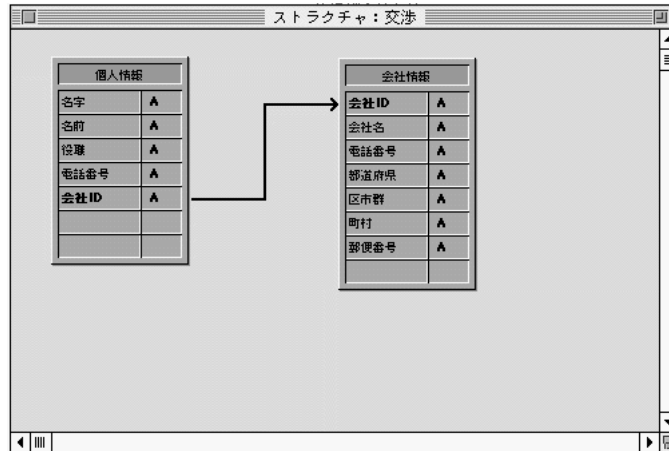 ストラクチャ：交渉
個人情報
名字 A
名前 A
役職 A
電話番号 A
会社ID A
会社情報
会社ID A
会社名 A
電話番号 A
都道府県 A
区市群 A
町村 A
郵便番号 A